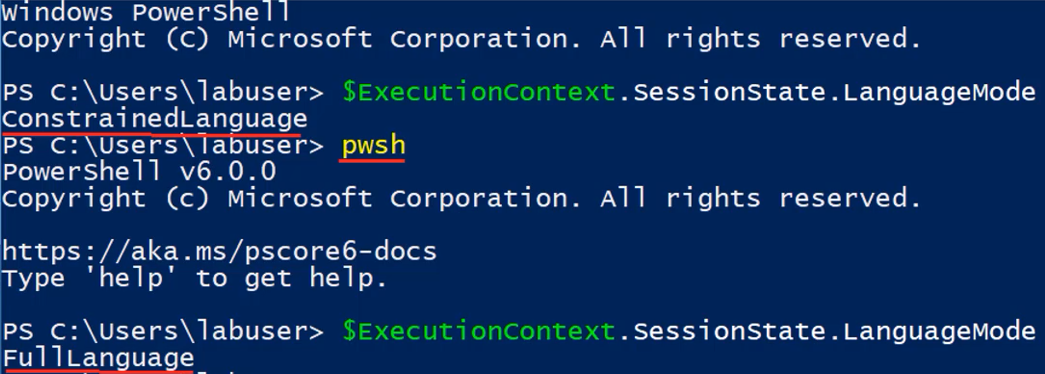 Windows PowerShell
Copyright (C) Microsoft Corporation. All rights reserved.
PS C:\Users\labuser> $ExecutionContext.SessionState.LanguageMode
ConstrainedLanguage
PS C:\Users\labuser> pwsh
PowerShell v6.0.0
Copyright (c) Microsoft Corporation. All rights reserved.
https://aka.ms/pscore6-docs
Type 'help' to get help.
PS C:\Users\labuser> $ExecutionContext.SessionState.LanguageMode
FullLanguage